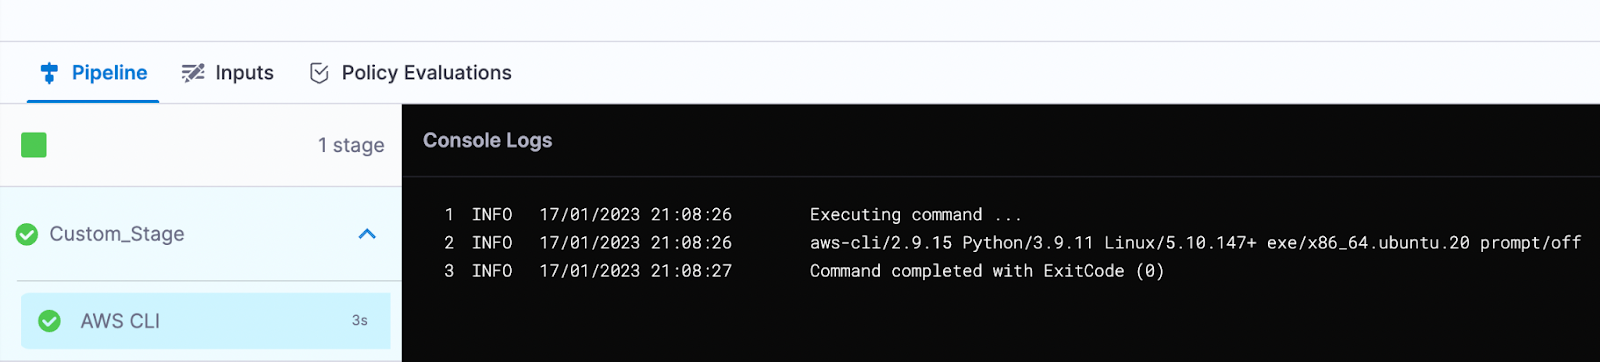 Pipeline Inputs Policy Evaluations
1 stage
Custom_Stage
AWS CLI 3s
Console Logs
1 INFO 17/01/2023 21:08:26 Executing command ...
2 INFO 17/01/2023 21:08:26 aws-cli/2.9.15 Python/3.9.11 Linux/5.10.147+ exe/x86_64.ubuntu.20 prompt/off
3 INFO 17/01/2023 21:08:27 Command completed with ExitCode (0)